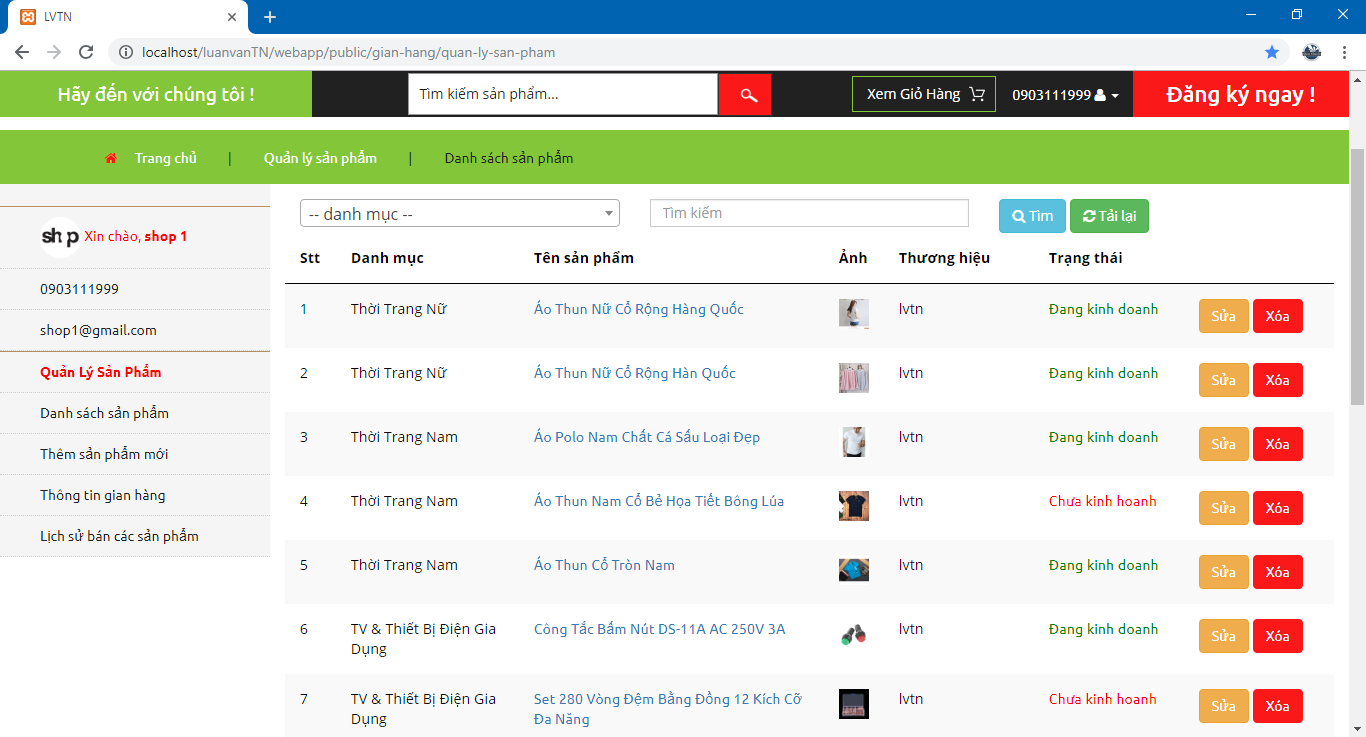 LVTN
localhost/luanvanTN/webapp/public/gian-hang/quan-ly-san-pham
Hãy đến với chúng tôi !
Tìm kiếm sản phẩm...
Xem Giỏ Hàng
0903111999
Đăng ký ngay !
Trang chủ | Quản lý sản phẩm | Danh sách sản phẩm
shop Xin chào, shop 1
0903111999
shop1@gmail.com
Quản Lý Sản Phẩm
Danh sách sản phẩm
Thêm sản phẩm mới
Thông tin gian hàng
Lịch sử bán các sản phẩm
-- danh mục --
Tìm kiếm
Tìm
Tải lại
Stt Danh mục Tên sản phẩm Ảnh Thương hiệu Trạng thái
1 Thời Trang Nữ Áo Thun Nữ Cổ Rộng Hàng Quốc lvtn Đang kinh doanh Sửa Xóa
2 Thời Trang Nữ Áo Thun Nữ Cổ Rộng Hàn Quốc lvtn Đang kinh doanh Sửa Xóa
3 Thời Trang Nam Áo Polo Nam Chất Cá Sấu Loại Đẹp lvtn Đang kinh doanh Sửa Xóa
4 Thời Trang Nam Áo Thun Nam Cổ Bẻ Họa Tiết Bông Lúa lvtn Chưa kinh hoanh Sửa Xóa
5 Thời Trang Nam Áo Thun Cổ Tròn Nam lvtn Đang kinh doanh Sửa Xóa
6 TV & Thiết Bị Điện Gia Công Tắc Bấm Nút DS-11A AC 250V 3A lvtn Đang kinh doanh Sửa Xóa
Dụng
7 TV & Thiết Bị Điện Gia Set 280 Vòng Đệm Bằng Đồng 12 Kích Cỡ lvtn Chưa kinh hoanh Sửa Xóa
Dụng Đa Năng